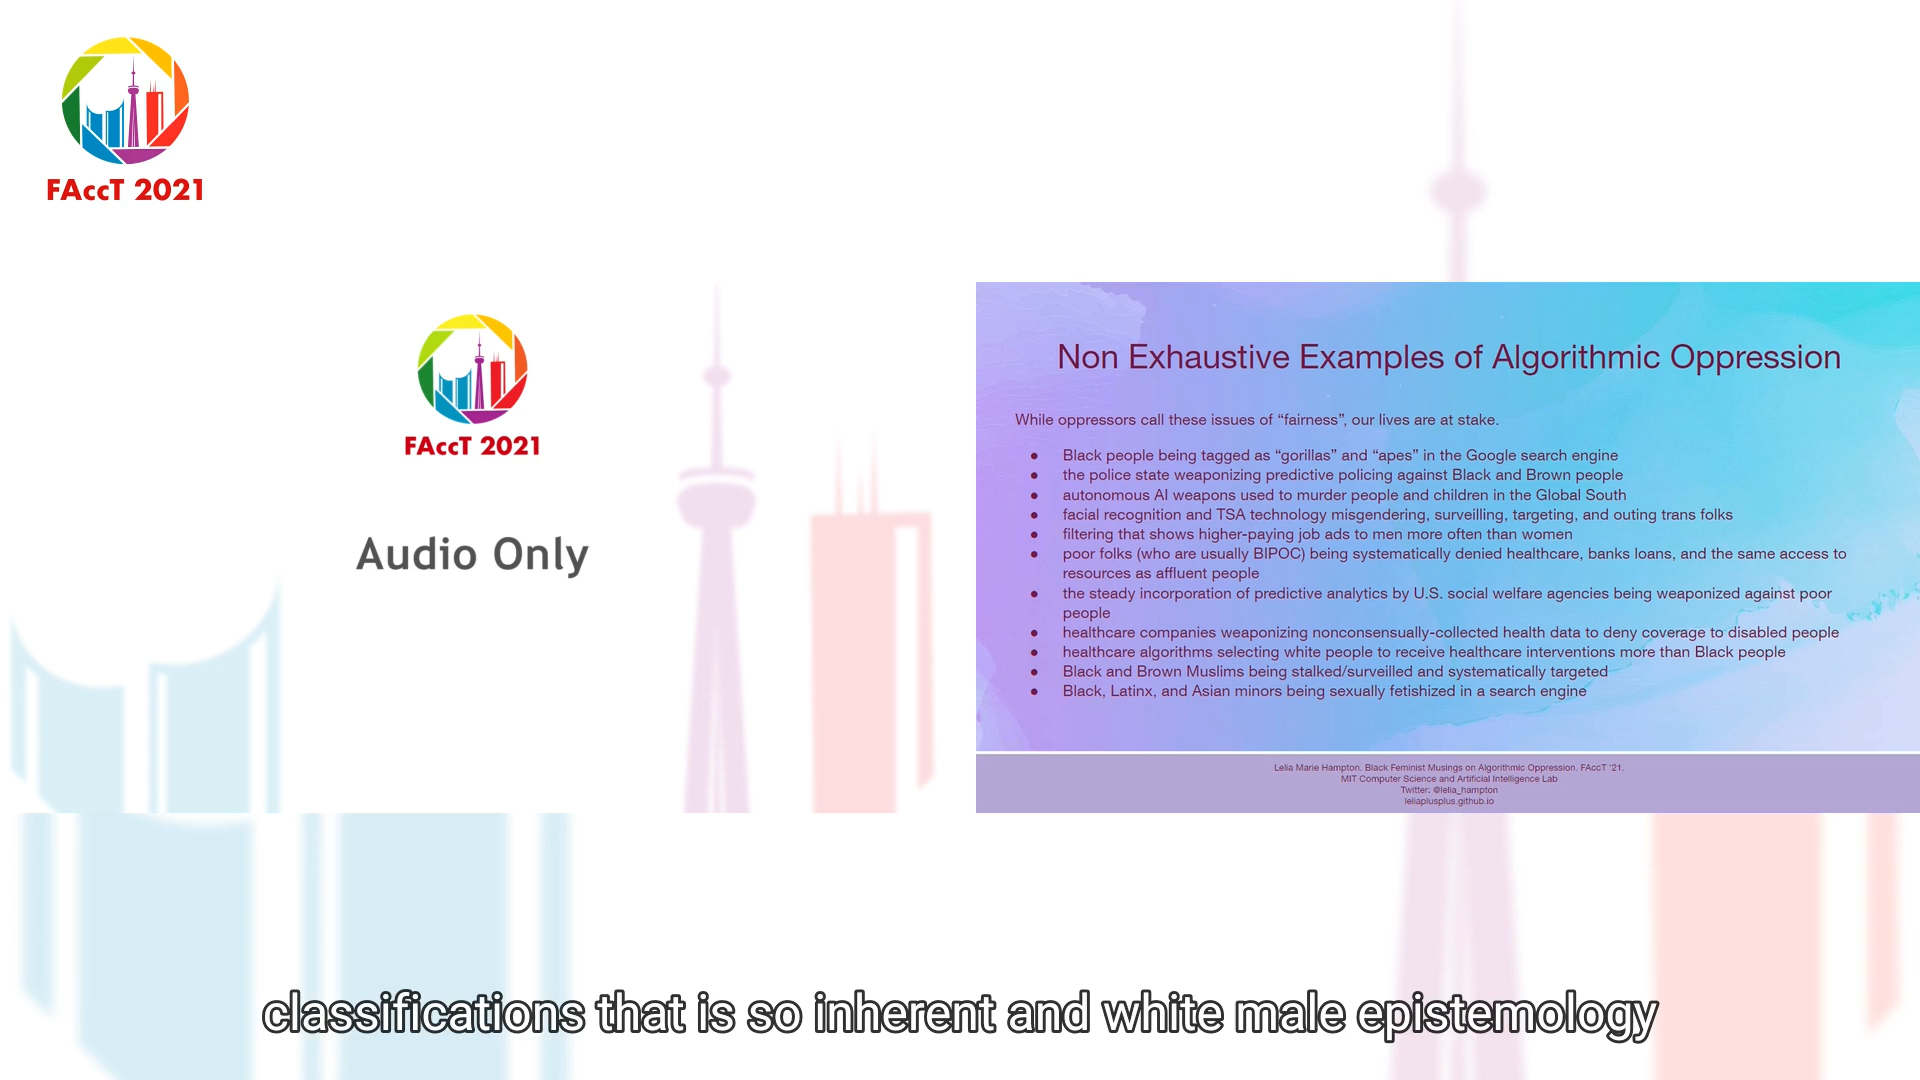 FAccT 2021
FAccT 2021
Audio Only
Non Exhaustive Examples of Algorithmic Oppression
While oppressors call these issues of “fairness”, our lives are at stake.
● Black people being tagged as “gorillas” and “apes” in the Google search engine
● the police state weaponizing predictive policing against Black and Brown people
● autonomous AI weapons used to murder people and children in the Global South
● facial recognition and TSA technology misgendering, surveilling, targeting, and outing trans folks
● filtering that shows higher-paying job ads to men more often than women
● poor folks (who are usually BIPOC) being systematically denied healthcare, banks loans, and the same access to
resources as affluent people
● the steady incorporation of predictive analytics by U.S. social welfare agencies being weaponized against poor
people
● healthcare companies weaponizing nonconsensually-collected health data to deny coverage to disabled people
● healthcare algorithms selecting white people to receive healthcare interventions more than Black people
● Black and Brown Muslims being stalked/surveilled and systematically targeted
● Black, Latinx, and Asian minors being sexually fetishized in a search engine
Lelia Marie Hampton. Black Feminist Musings on Algorithmic Oppression. FAccT ’21.
MIT Computer Science and Artificial Intelligence Lab
Twitter: @lelia_hampton
leliaplusplus.github.io
classifications that is so inherent and white male epistemology